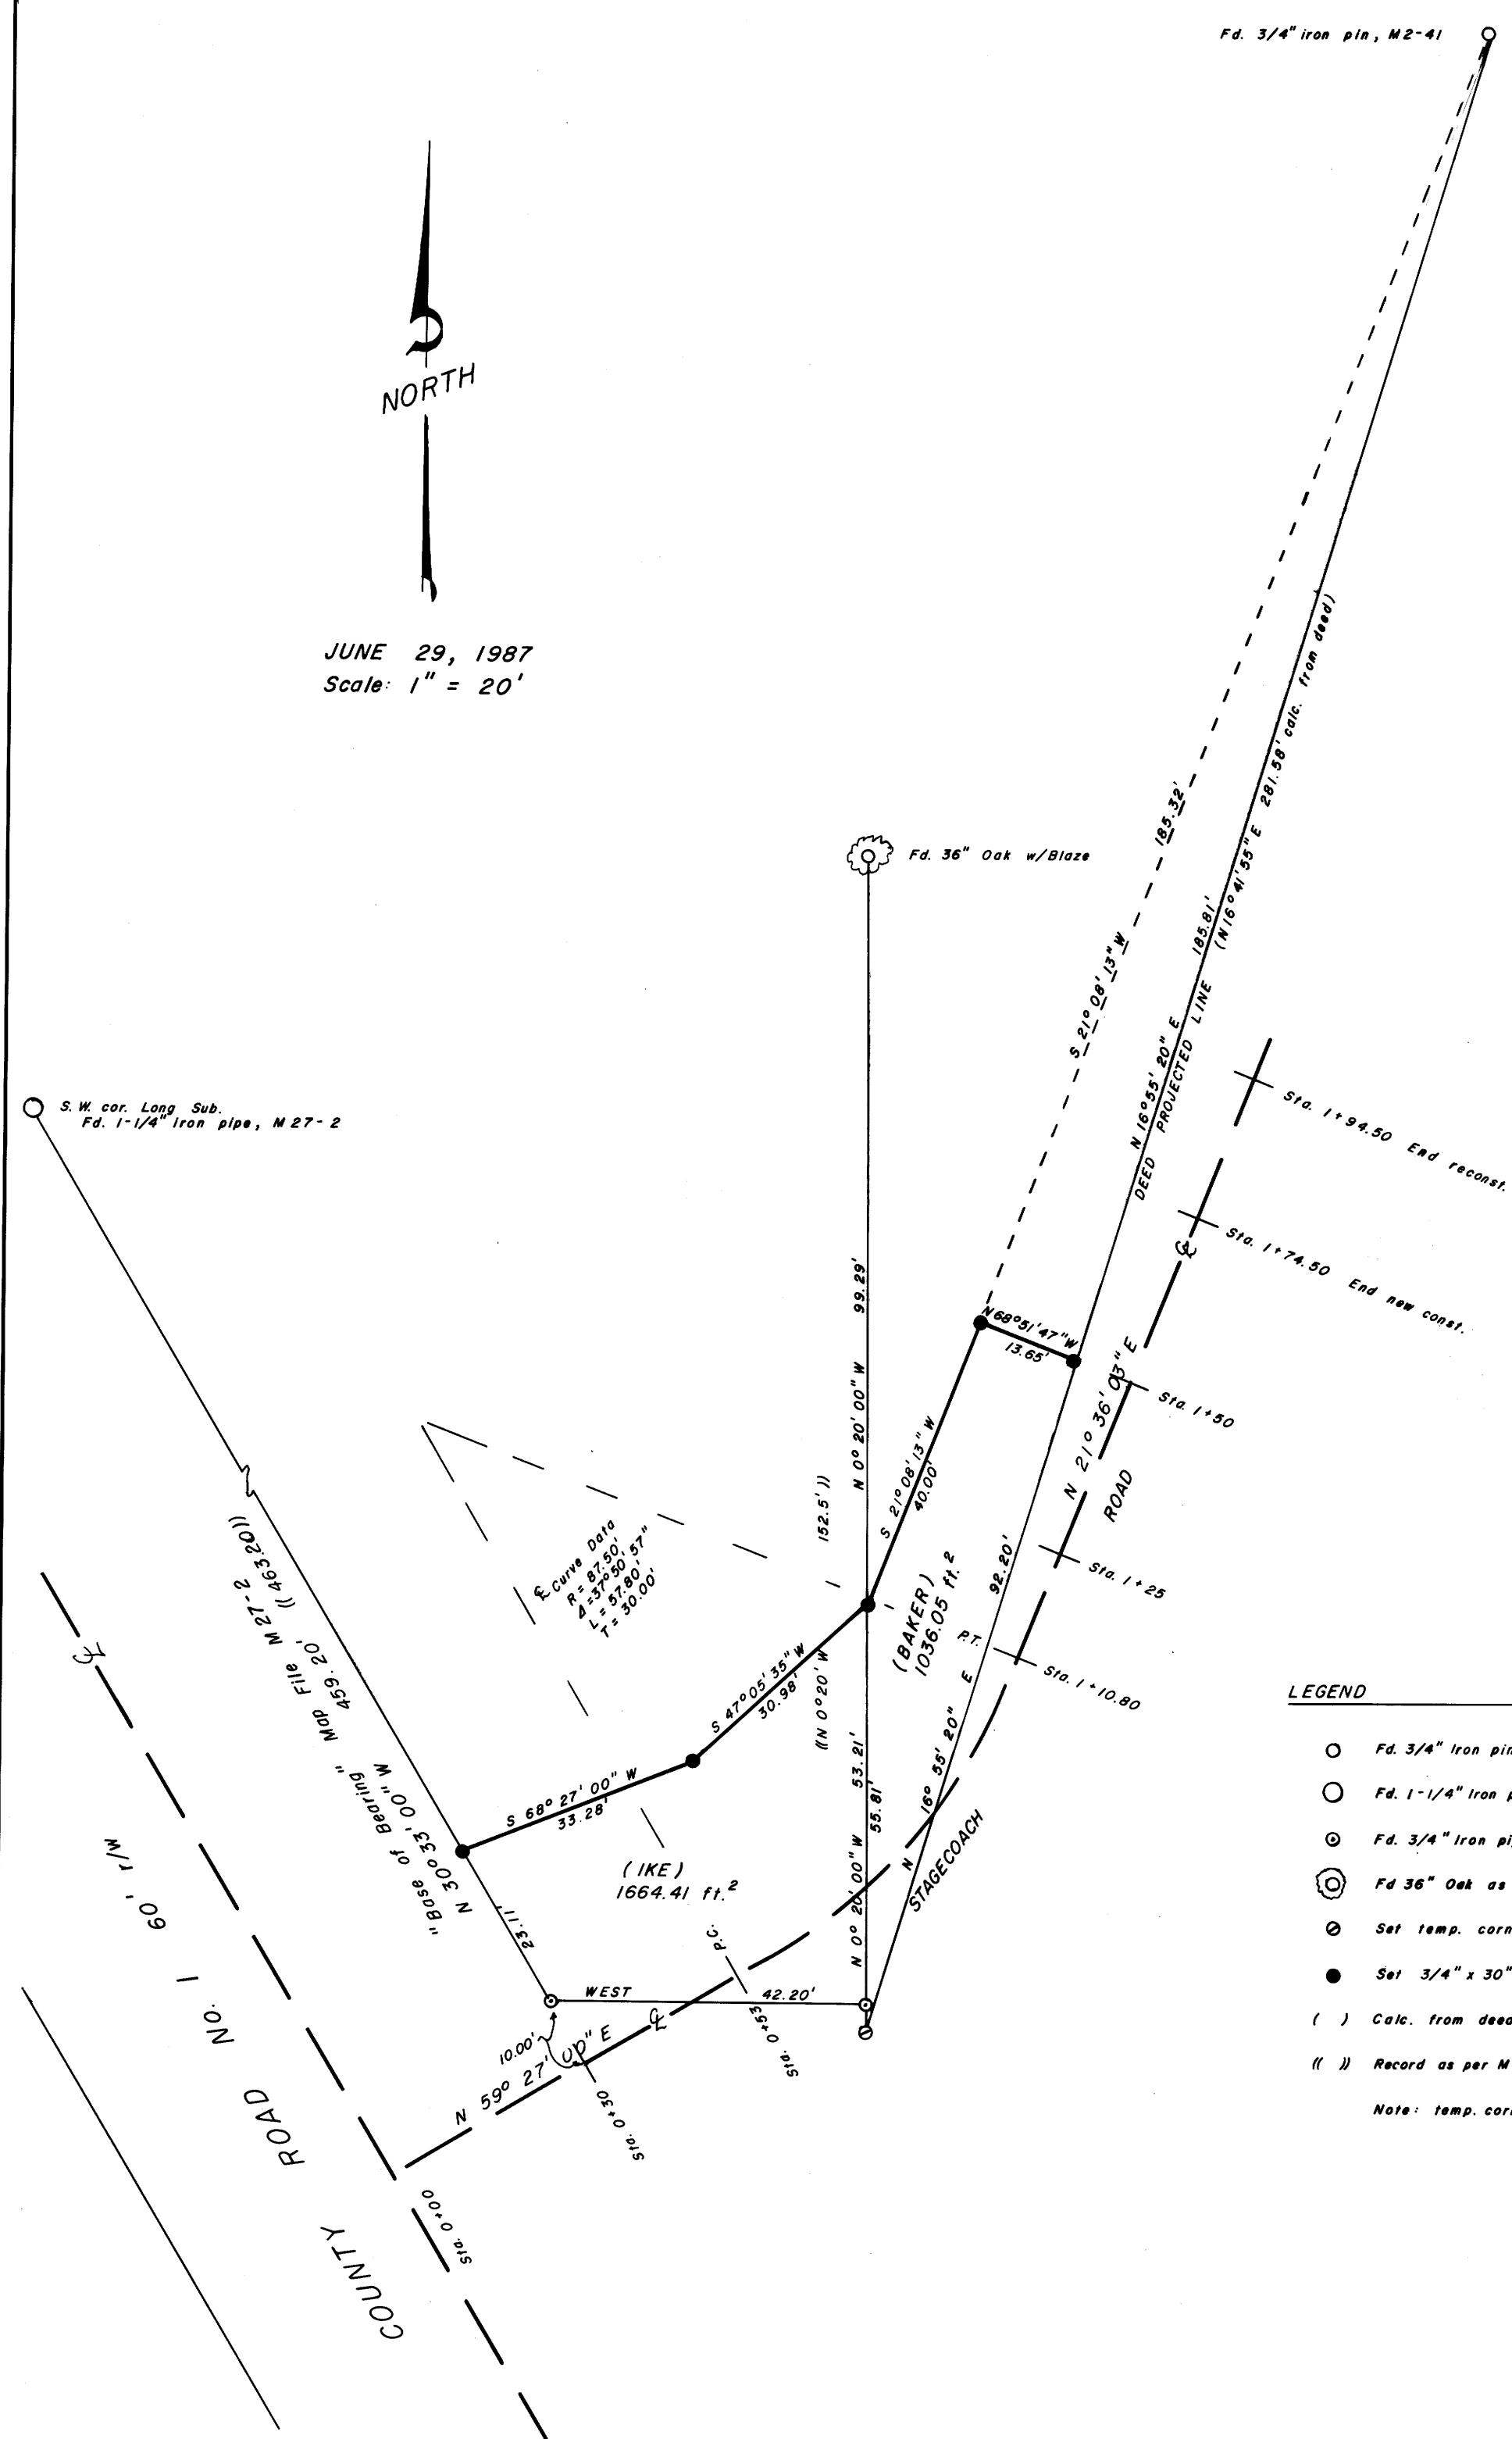 Fd. 3/4" iron pin, M2-41
NORTH
JUNE 29, 1987
Scale: 1" = 20'
Fd. 36" Oak w/Blaze
S.W. cor. Long Sub.
Fd. 1-1/4" iron pipe, M27-2
S 21° 08' 13" W 185.32'
N 16° 55' 20" E 185.81'
DEED PROJECTED LINE (N 16° 41' 55" E 281.58' calc. from deed)
Sta. 1+94.50 End reconst.
Sta. 1+74.50 End new const.
℄
N 68° 51' 47" W
13.65'
N 21° 36' 03" E
Sta. 1+50
ROAD
Sta. 1+25
N 0° 20' 00" W 99.29'
((N 0° 20' W 152.5'))
S 21° 08' 13" W
40.00'
(BAKER)
1036.05 ft.²
92.20'
N 16° 55' 20" E
P.T.
Sta. 1+10.80
℄ Curve Data
R = 87.50'
Δ = 37° 50' 57"
L = 57.80'
T = 30.00'
S 47° 05' 35" W
30.98'
S 68° 27' 00" W
33.28'
"Base of Bearing" Map File M27-2
N 30° 33' 00" W 459.20' ((463.20))
℄
60' r/w
(IKE)
1664.41 ft.²
23.11'
N 0° 20' 00" W 53.21'
55.81'
STAGECOACH
P.C.
WEST 42.20'
Sta. 0+53
10.00'
N 59° 27' 00" E
℄
Sta. 0+30
Sta. 0+00
COUNTY ROAD NO. 1
LEGEND
Fd. 3/4" Iron pin
Fd. 1-1/4" Iron
Fd. 3/4" Iron
Fd 36" Oak as
Set temp.
Set 3/4" x 30"
( ) Calc. from deed
(( )) Record as per M
Note: temp.